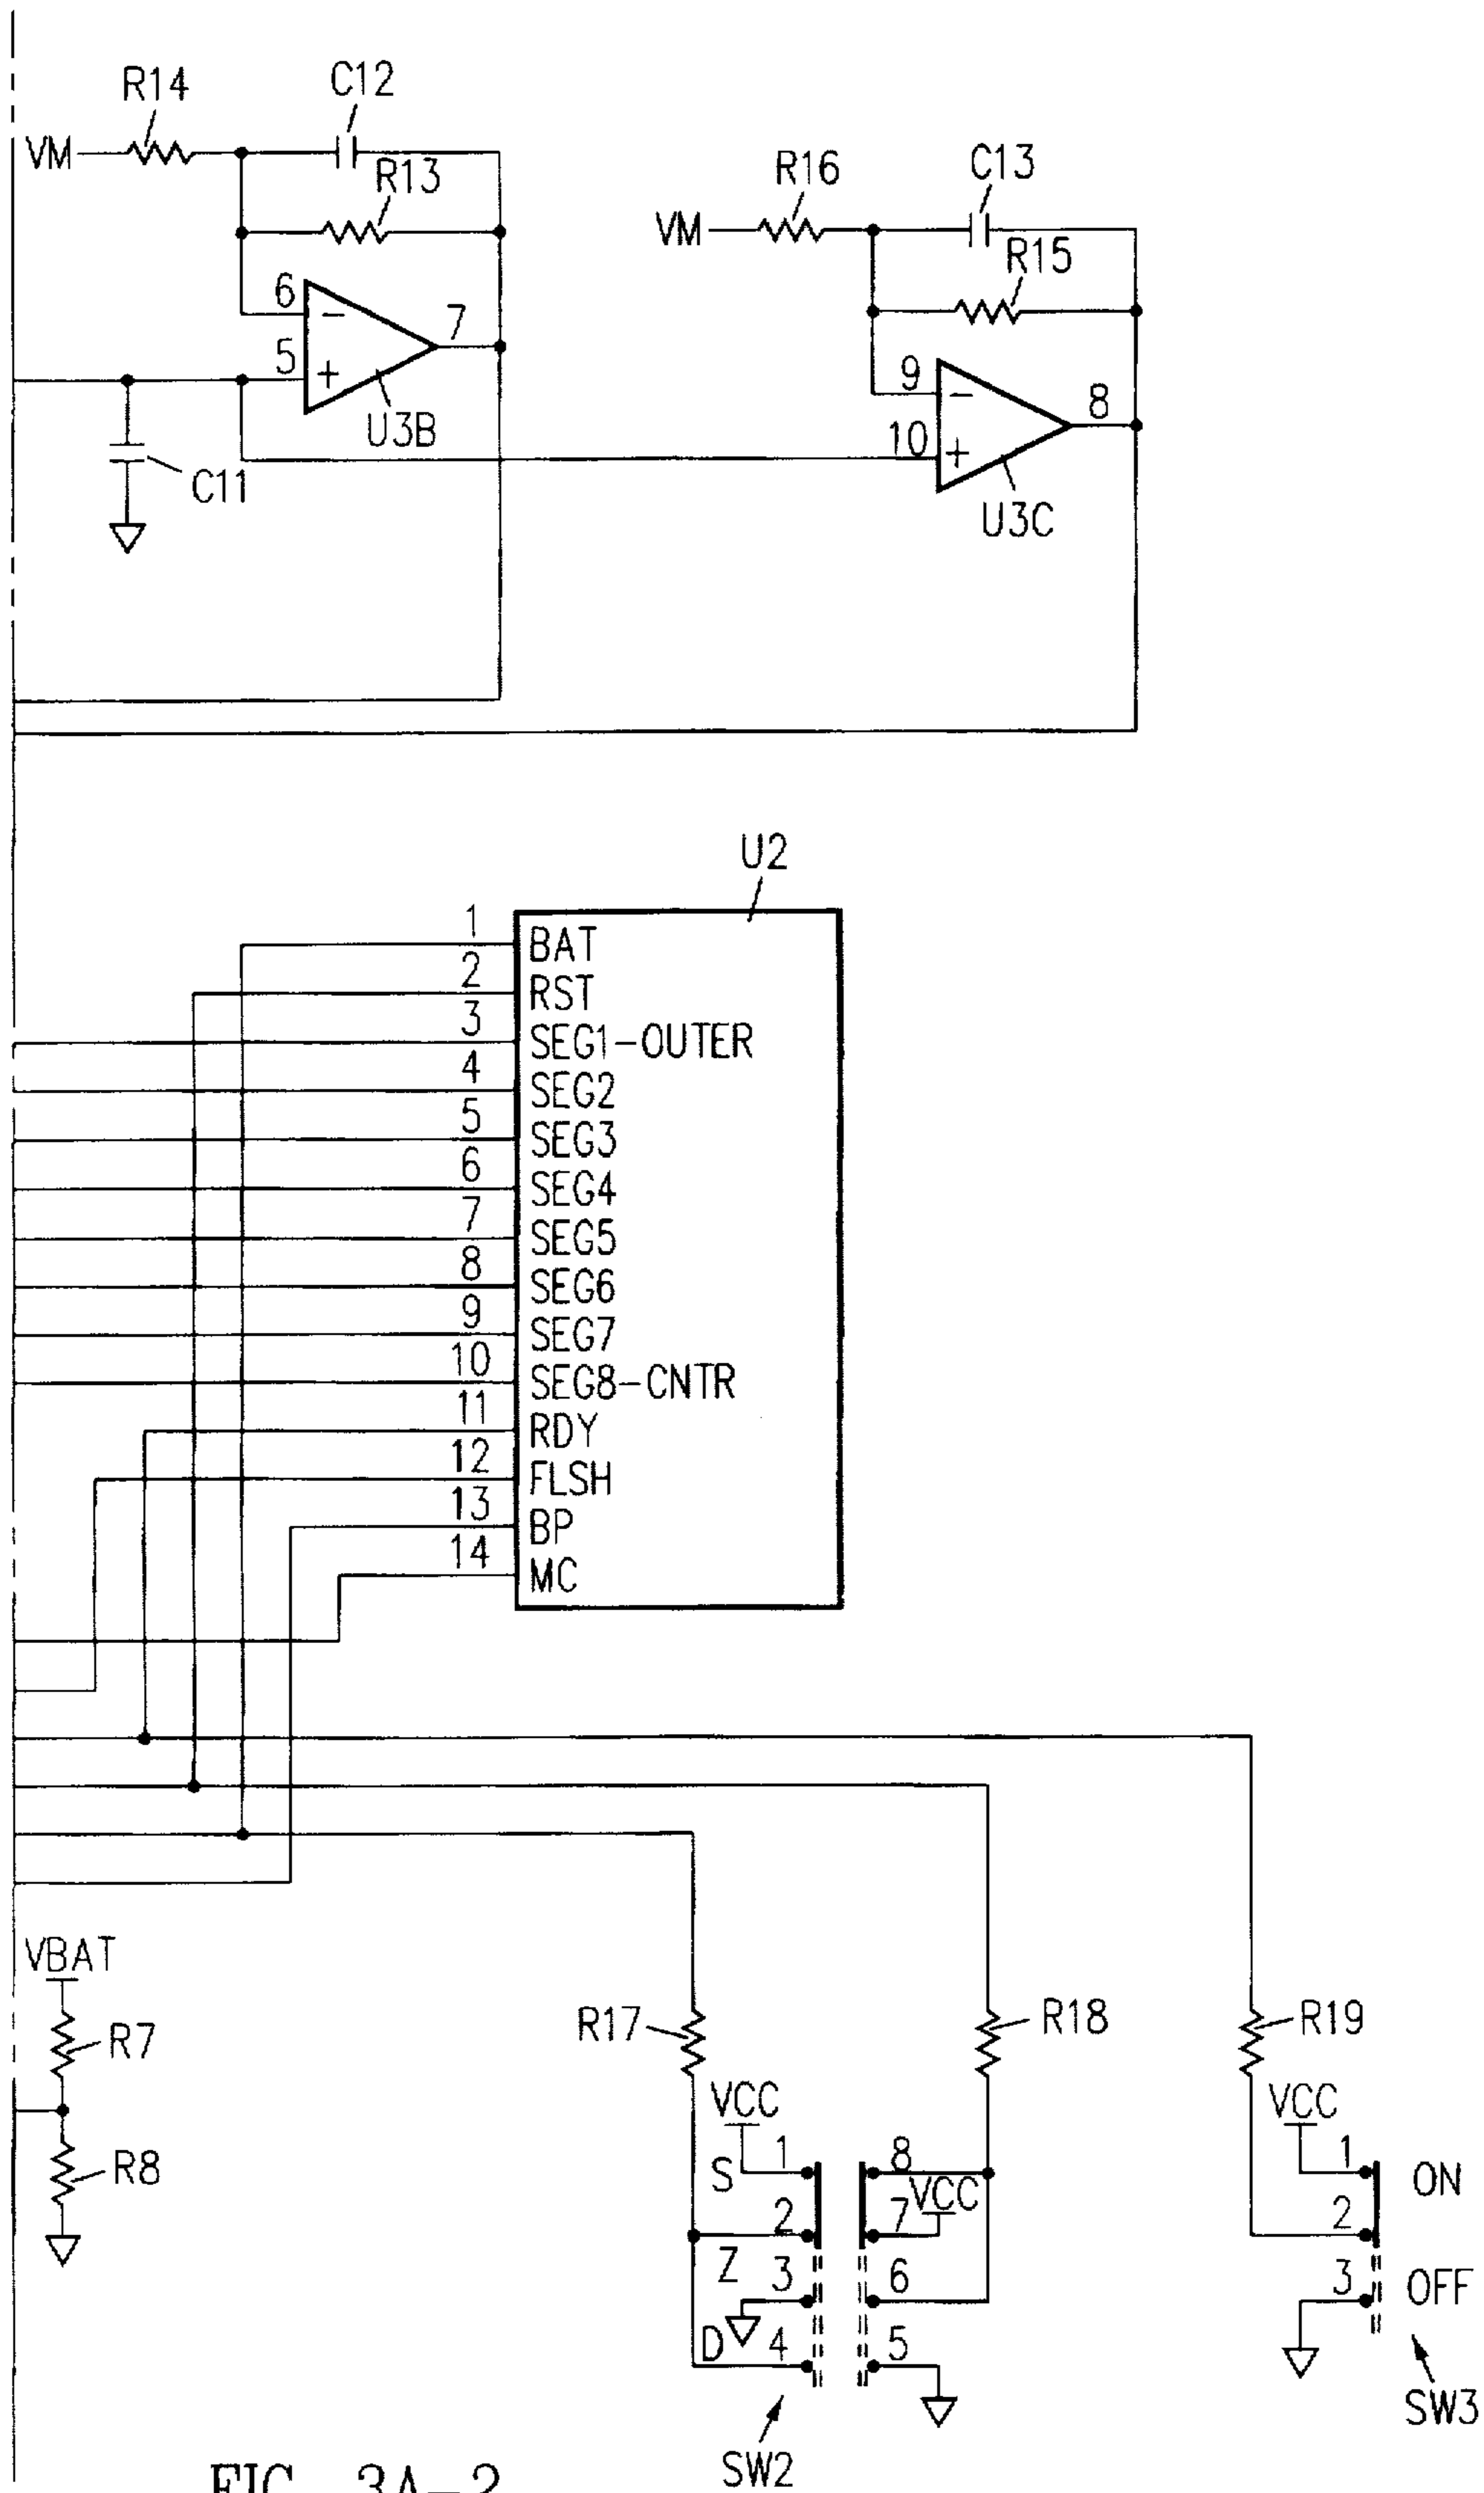 R14
C12
VM
R13
6
−
7
5
+
U3B
C11
R16
C13
VM
R15
9
−
8
10
+
U3C
U2
1 BAT
2 RST
3 SEG1-OUTER
4 SEG2
5 SEG3
6 SEG4
7 SEG5
8 SEG6
9 SEG7
10 SEG8-CNTR
11 RDY
12 FLSH
13 BP
14 MC
VBAT
R7
R8
R17
R18
R19
VCC
S
1
2
Z
3
D
4
8
VCC
7
6
5
SW2
VCC
1
ON
2
3
OFF
SW3
FIG. 3A-2